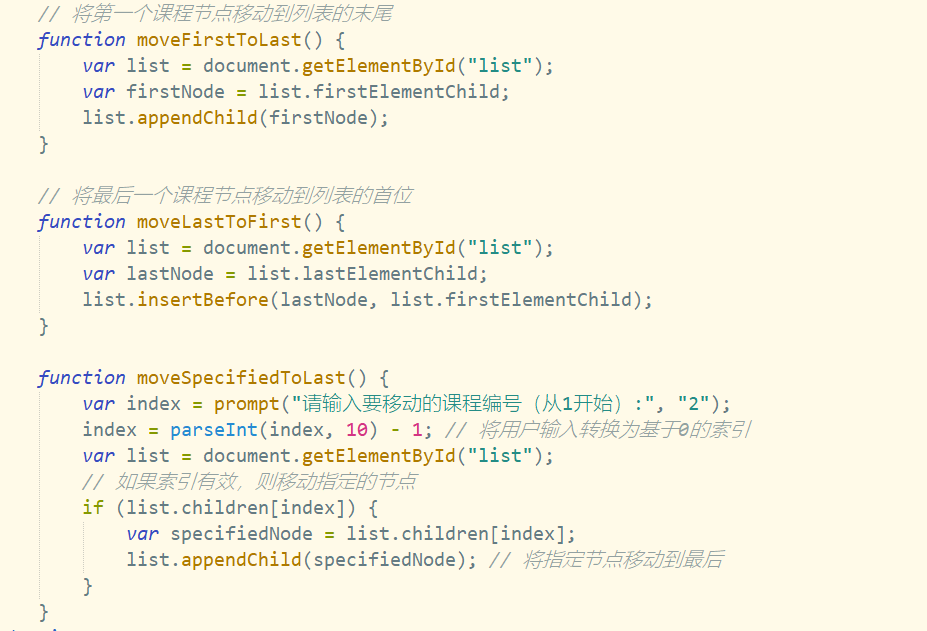 // 将第一个课程节点移动到列表的末尾
function moveFirstToLast() {
var list = document.getElementById("list");
var firstNode = list.firstElementChild;
list.appendChild(firstNode);
}
// 将最后一个课程节点移动到列表的首位
function moveLastToFirst() {
var list = document.getElementById("list");
var lastNode = list.lastElementChild;
list.insertBefore(lastNode, list.firstElementChild);
}
function moveSpecifiedToLast() {
var index = prompt("请输入要移动的课程编号（从1开始）:", "2");
index = parseInt(index, 10) - 1; // 将用户输入转换为基于0的索引
var list = document.getElementById("list");
// 如果索引有效，则移动指定的节点
if (list.children[index]) {
var specifiedNode = list.children[index];
list.appendChild(specifiedNode); // 将指定节点移动到最后
}
}